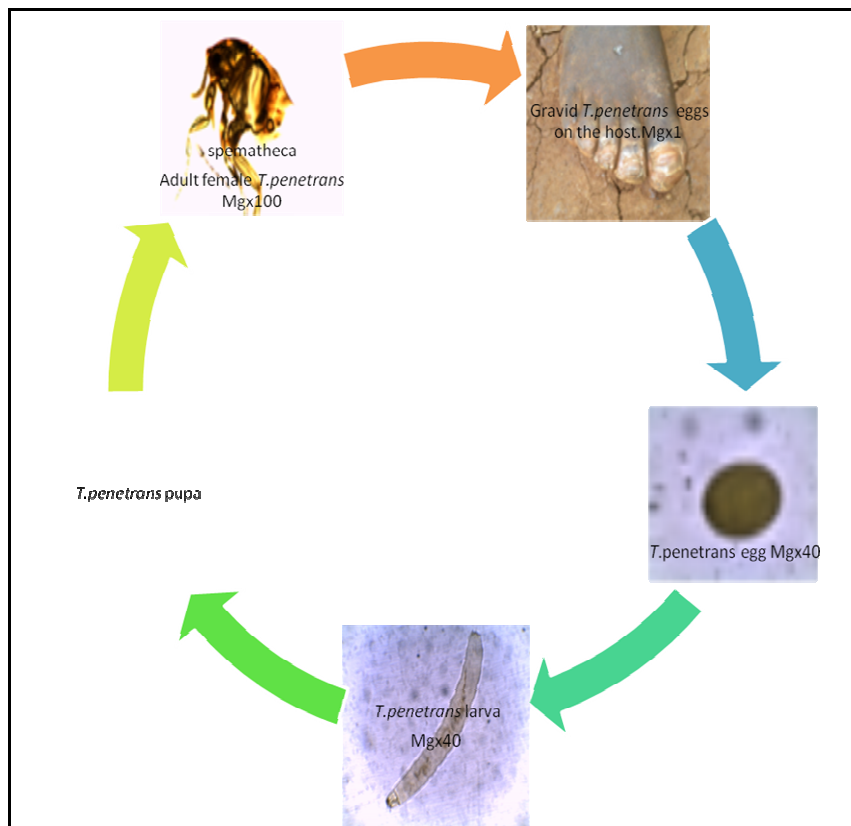 spematheca
Adult female T.penetrans
Mgx100
Gravid T.penetrans eggs
on the host.Mgx1
T.penetrans egg Mgx40
T.penetrans larva
Mgx40
T.penetrans pupa